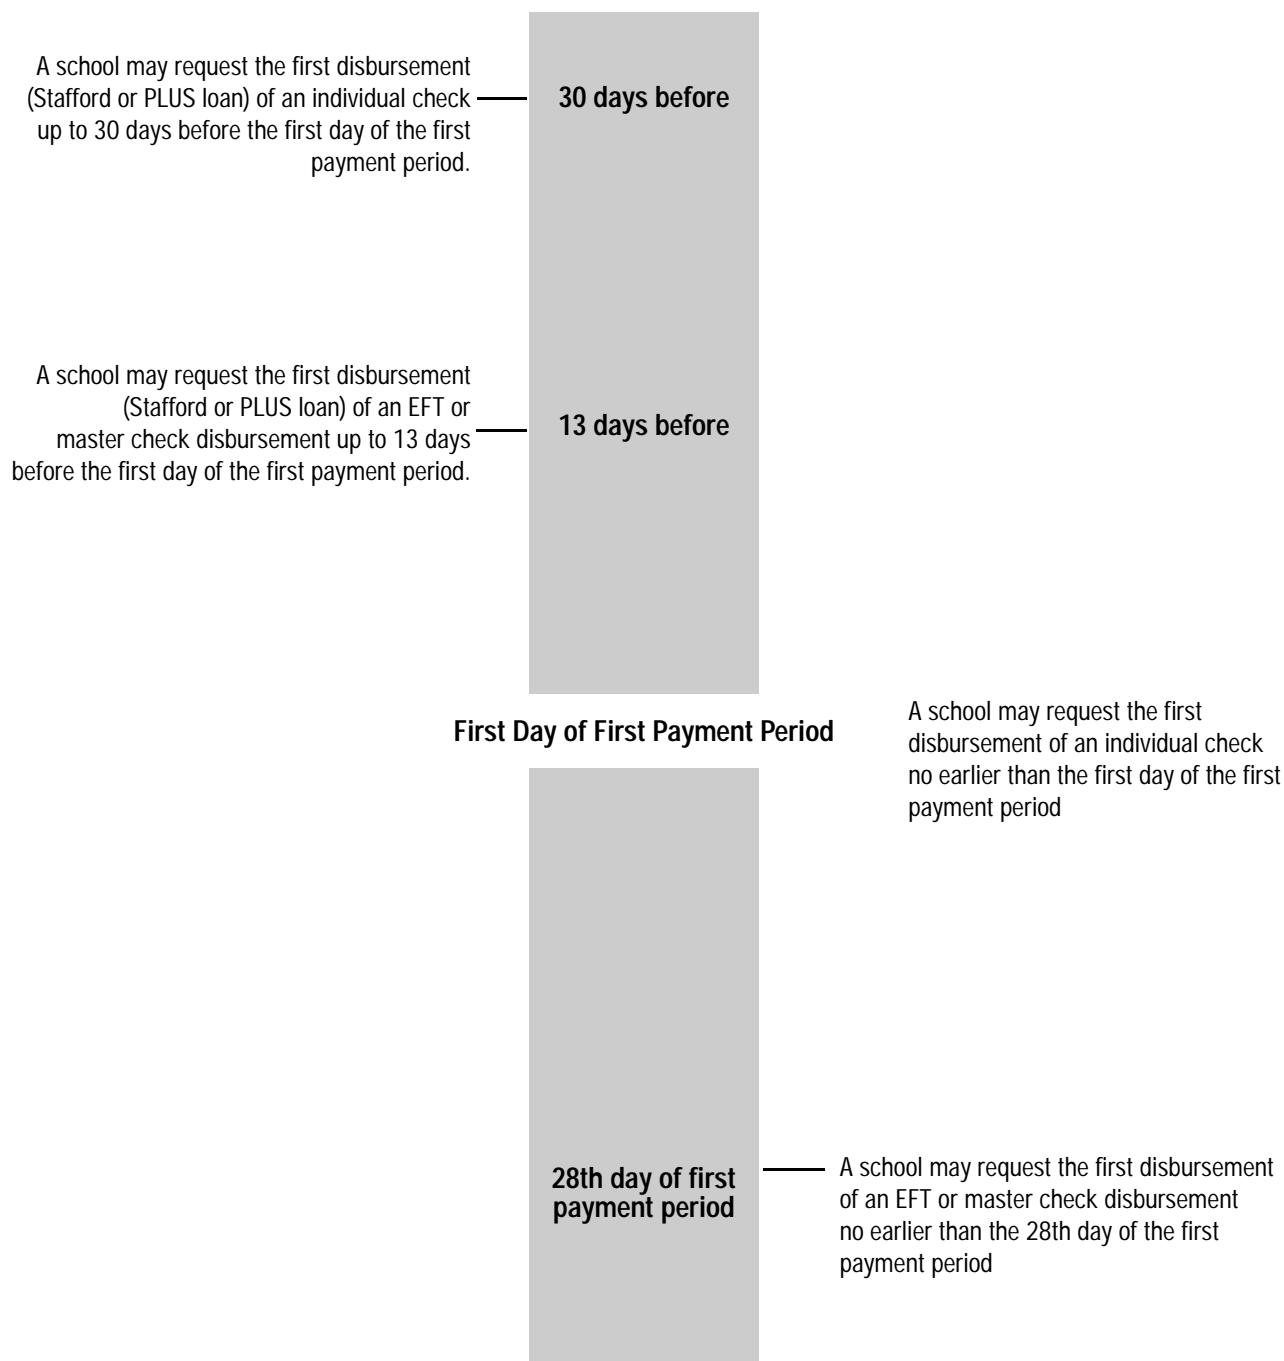 A school may request the first disbursement
(Stafford or PLUS loan) of an individual check
up to 30 days before the first day of the first
payment period.
30 days before
A school may request the first disbursement
(Stafford or PLUS loan) of an EFT or
master check disbursement up to 13 days
before the first day of the first payment period.
13 days before
First Day of First Payment Period
A school may request the first
disbursement of an individual check
no earlier than the first day of the first
payment period
28th day of first
payment period
A school may request the first disbursement
of an EFT or master check disbursement
no earlier than the 28th day of the first
payment period